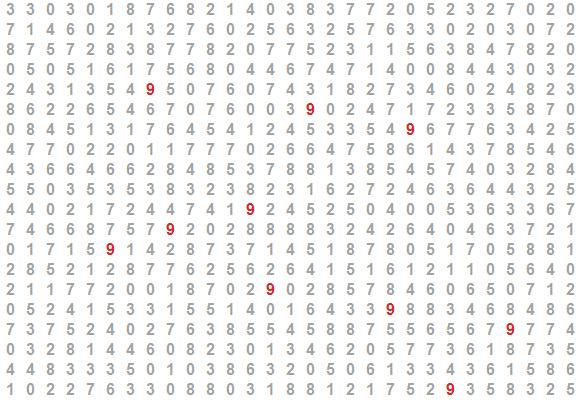 3 3 0 3 0 1 8 7 6 8 2 1 4 0 3 8 3 7 7 2 0 5 2 3 2 7 0 2 0
7 1 4 6 0 2 1 3 2 7 6 0 2 5 6 3 2 5 7 6 3 3 0 2 0 3 7 2 3
8 7 5 7 2 8 3 8 7 7 8 2 0 7 7 5 2 3 1 1 5 6 3 8 4 7 8 2 0
0 5 0 5 1 6 1 7 5 6 8 0 4 4 6 7 4 7 1 4 0 0 8 4 4 3 0 3 2
2 4 3 1 3 5 4 9 5 0 7 6 0 7 4 3 1 8 2 7 3 4 6 0 2 4 8 2 3
8 6 2 2 6 5 4 6 7 0 7 6 0 0 3 9 0 2 4 7 1 7 2 3 3 5 8 7 0
0 8 4 5 1 3 1 7 6 4 5 4 1 2 4 5 3 3 5 4 9 6 7 7 6 3 4 2 5
4 7 7 0 2 2 0 1 1 7 7 7 0 2 6 6 4 7 5 8 6 1 4 3 7 8 5 4 6
4 3 6 6 4 6 6 2 8 4 8 5 3 7 8 8 1 3 8 5 4 5 7 4 0 3 2 8 4
5 5 0 3 5 3 5 3 8 3 2 3 8 2 3 1 6 2 7 2 4 6 3 6 4 4 3 2 5
4 4 0 2 1 7 2 4 4 7 4 1 9 2 4 5 2 5 0 4 0 0 5 3 6 3 3 6 7
7 4 6 6 8 7 5 7 9 2 0 2 8 8 8 8 3 2 4 2 6 4 0 4 6 3 7 2 1
0 1 7 1 5 9 1 4 2 8 7 3 7 1 4 5 1 8 7 8 0 5 1 7 0 5 8 8 1
2 8 5 2 1 2 8 7 7 6 2 5 6 2 6 4 1 5 1 6 1 2 1 1 0 5 6 4 0
2 1 1 7 7 2 0 0 1 8 7 0 2 9 0 2 8 5 7 8 4 6 0 6 5 0 7 1 2
0 5 2 4 1 5 3 3 1 5 5 1 4 0 1 6 4 3 3 9 8 8 3 4 6 3 4 8 6
7 3 7 5 2 4 0 2 7 6 3 8 5 5 4 5 8 8 7 5 5 6 5 6 7 9 7 7 4
0 3 2 8 1 4 4 6 0 8 2 3 0 1 3 4 6 2 0 5 7 7 3 6 1 8 7 3 5
4 4 8 3 3 3 5 0 1 0 3 8 6 3 2 0 5 0 6 1 3 3 4 3 6 1 5 8 6
1 0 2 2 7 6 3 3 0 8 8 0 3 1 8 8 1 2 1 7 5 2 9 3 5 8 3 2 5